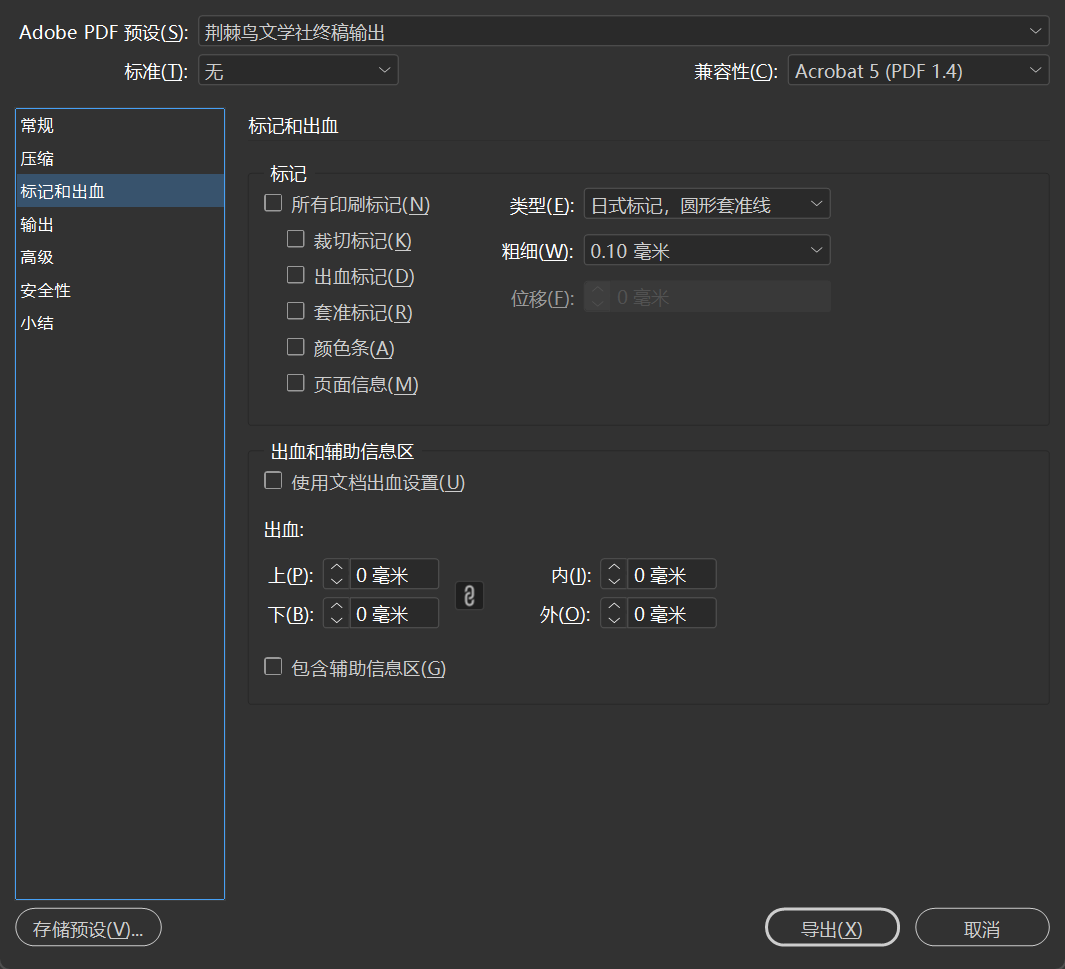 Adobe PDF 预设(S): 荆棘鸟文学社终稿输出
标准(T): 无 兼容性(C): Acrobat 5 (PDF 1.4)
常规
压缩
标记和出血
输出
高级
安全性
小结
标记和出血
标记
所有印刷标记(N) 类型(E): 日式标记，圆形套准线
裁切标记(K) 粗细(W): 0.10 毫米
出血标记(D) 位移(F): 0 毫米
套准标记(R)
颜色条(A)
页面信息(M)
出血和辅助信息区
使用文档出血设置(U)
出血:
上(P): 0 毫米 内(I): 0 毫米
下(B): 0 毫米 外(O): 0 毫米
包含辅助信息区(G)
存储预设(V)... 导出(X) 取消